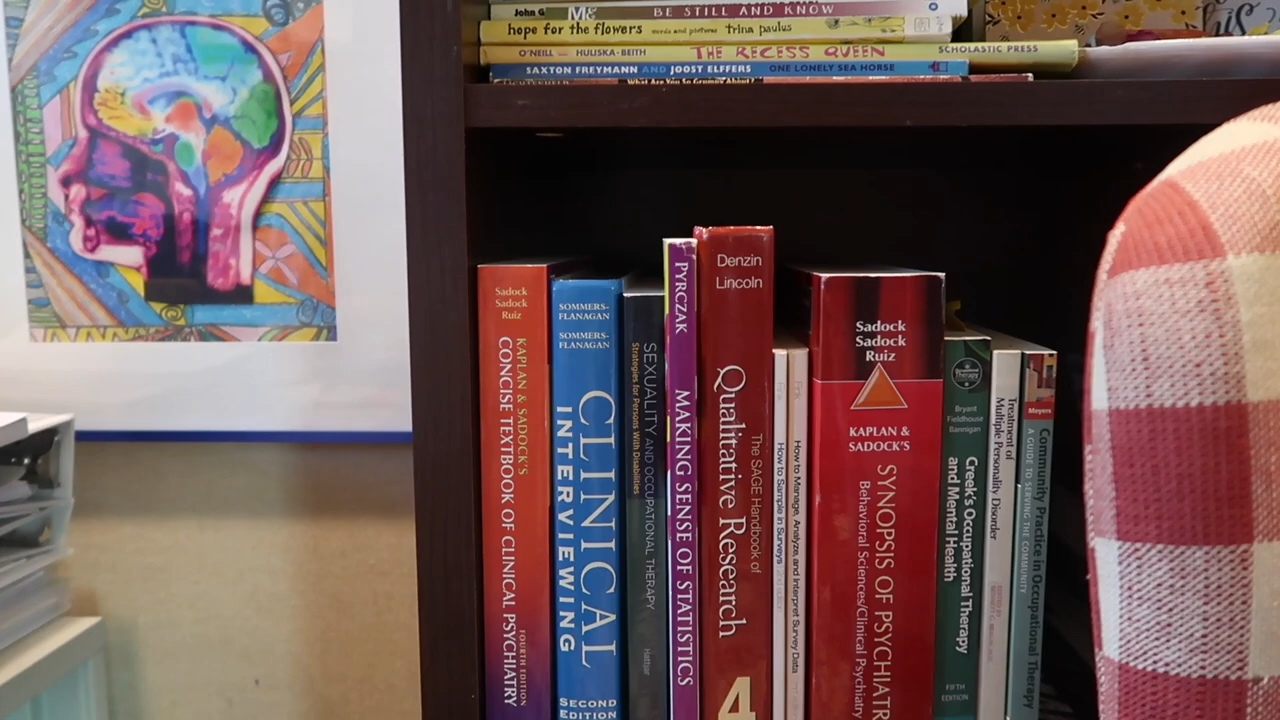 John G
ME
BE STILL AND KNOW
hope for the flowers words and pictures trina paulus
O'NEILL — HULISKA-BEITH THE RECESS QUEEN SCHOLASTIC PRESS
SAXTON FREYMANN AND JOOST ELFFERS ONE LONELY SEA HORSE
What Are You So Grumpy About?
Sadock
Sadock
Ruiz
KAPLAN & SADOCK'S
CONCISE TEXTBOOK OF CLINICAL PSYCHIATRY
FOURTH EDITION
SOMMERS-
FLANAGAN
SOMMERS-
FLANAGAN
CLINICAL
INTERVIEWING
SECOND
EDITION
SEXUALITY AND OCCUPATIONAL THERAPY
Strategies for Persons With Disabilities
PYRCZAK
MAKING SENSE OF STATISTICS
Denzin
Lincoln
The SAGE Handbook of
Qualitative Research
4
Fink
How to Sample in Surveys
Fink
How to Manage, Analyze, and Interpret Survey Data
Sadock
Sadock
Ruiz
KAPLAN &
SADOCK'S
SYNOPSIS OF PSYCHIATR
Behavioral Sciences/Clinical Psychiatry
Therapy
Bryant
Fieldhouse
Bannigan
Creek's Occupational Therapy
and Mental Health
FIFTH
EDITION
Treatment of
Multiple Personality Disorder
Meyers
Community Practice in Occupational Therapy
A GUIDE TO SERVING THE COMMUNITY